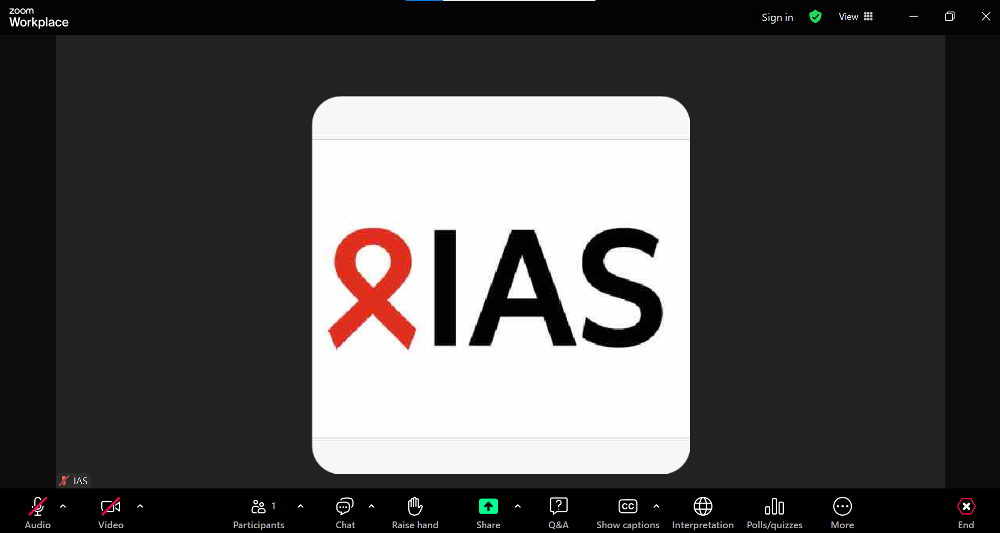 zoom
Workplace
Sign in
View
IAS
IAS
1
CC
Audio
Video
Participants
Chat
Raise hand
Share
Q&A
Show captions
Interpretation
Polls/quizzes
More
End